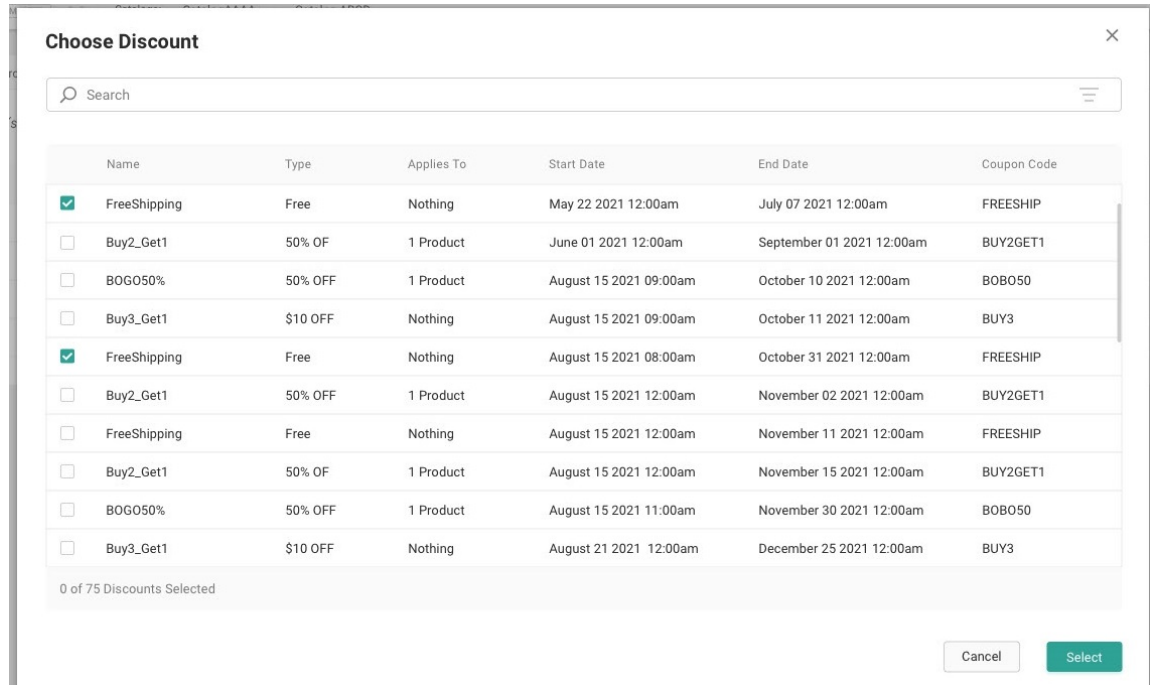 Choose Discount
Search
Name Type Applies To Start Date End Date Coupon Code
FreeShipping Free Nothing May 22 2021 12:00am July 07 2021 12:00am FREESHIP
Buy2_Get1 50% OF 1 Product June 01 2021 12:00am September 01 2021 12:00am BUY2GET1
BOGO50% 50% OFF 1 Product August 15 2021 09:00am October 10 2021 12:00am BOBO50
Buy3_Get1 $10 OFF Nothing August 15 2021 09:00am October 11 2021 12:00am BUY3
FreeShipping Free Nothing August 15 2021 08:00am October 31 2021 12:00am FREESHIP
Buy2_Get1 50% OFF 1 Product August 15 2021 12:00am November 02 2021 12:00am BUY2GET1
FreeShipping Free Nothing August 15 2021 12:00am November 11 2021 12:00am FREESHIP
Buy2_Get1 50% OF 1 Product August 15 2021 12:00am November 15 2021 12:00am BUY2GET1
BOGO50% 50% OFF 1 Product August 15 2021 11:00am November 30 2021 12:00am BOBO50
Buy3_Get1 $10 OFF Nothing August 21 2021 12:00am December 25 2021 12:00am BUY3
0 of 75 Discounts Selected
Cancel Select